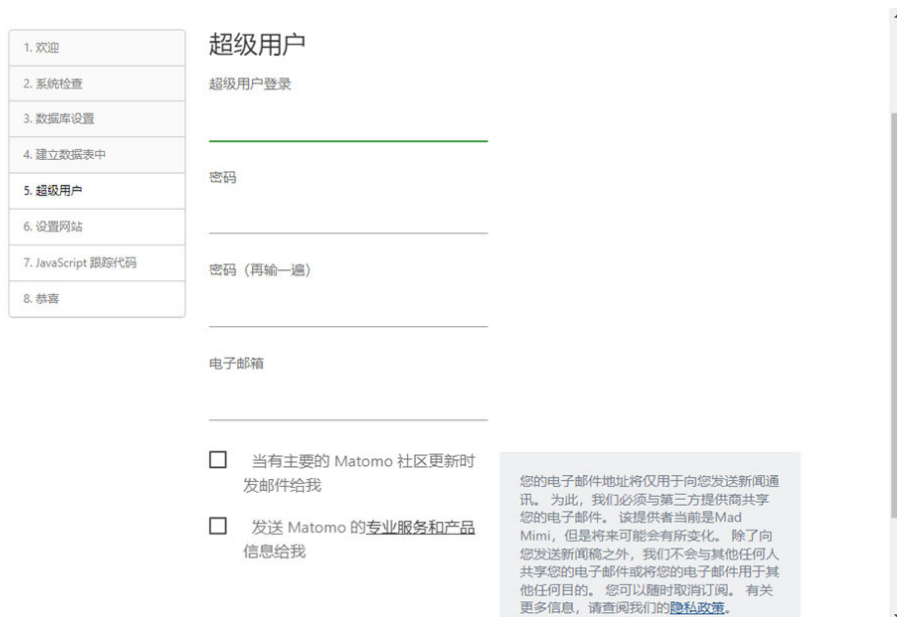 1. 欢迎
2. 系统检查
3. 数据库设置
4. 建立数据表中
5. 超级用户
6. 设置网站
7. JavaScript 跟踪代码
8. 恭喜
超级用户
超级用户登录
密码
密码（再输一遍）
电子邮箱
当有主要的 Matomo 社区更新时
发邮件给我
发送 Matomo 的专业服务和产品
信息给我
您的电子邮件地址将仅用于向您发送新闻通
讯。 为此，我们必须与第三方提供商共享
您的电子邮件。 该提供者当前是Mad
Mimi，但是将来可能会有所变化。 除了向
您发送新闻稿之外，我们不会与其他任何人
共享您的电子邮件或将您的电子邮件用于其
他任何目的。 您可以随时取消订阅。 有关
更多信息，请查阅我们的隐私政策。